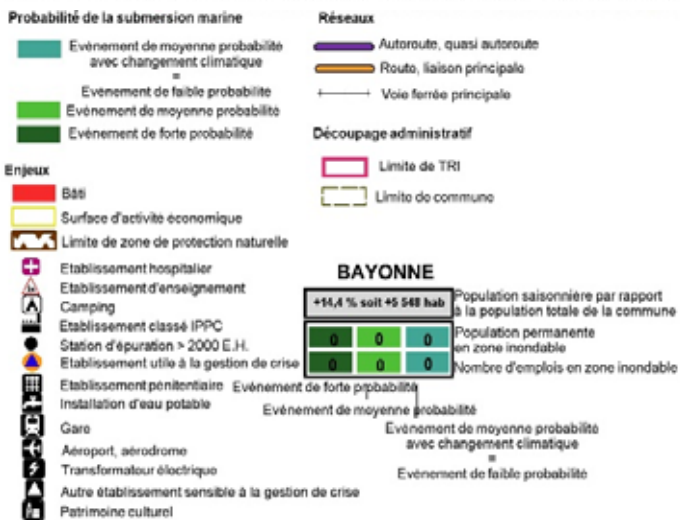 Probabilité de la submersion marine
Evènement de moyenne probabilité
avec changement climatique
=
Evènement de faible probabilité
Evènement de moyenne probabilité
Evènement de forte probabilité
Enjeux
Bâti
Surface d'activité économique
Limite de zone de protection naturelle
Etablissement hospitalier
Etablissement d'enseignement
Camping
Etablissement classé IPPC
Station d'épuration > 2000 E.H.
Etablissement utile à la gestion de crise
Etablissement pénitentiaire
Installation d'eau potable
Gare
Aéroport, aérodrome
Transformateur électrique
Autre établissement sensible à la gestion de crise
Patrimoine culturel
Réseaux
Autoroute, quasi autoroute
Route, liaison principale
Voie ferrée principale
Découpage administratif
Limite de TRI
Limite de commune
BAYONNE
+14,4 % soit +5 548 hab
Population saisonnière par rapport
à la population totale de la commune
0 0 0
Population permanente
en zone inondable
0 0 0
Nombre d'emplois en zone inondable
Evènement de forte probabilité
Evènement de moyenne probabilité
Evènement de moyenne probabilité
avec changement climatique
=
Evènement de faible probabilité